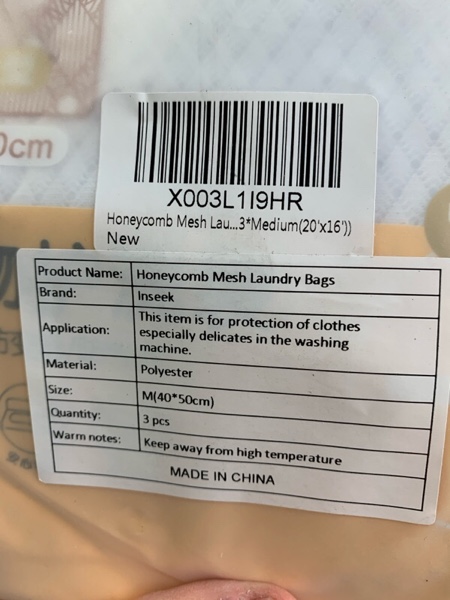 0cm
X003L1I9HR
Honeycomb Mesh Lau...3*Medium(20'x16'))
New
Product Name: Honeycomb Mesh Laundry Bags
Brand: Inseek
Application: This item is for protection of clothes
especially delicates in the washing
machine.
Material: Polyester
Size: M(40*50cm)
Quantity: 3 pcs
Warm notes: Keep away from high temperature
MADE IN CHINA